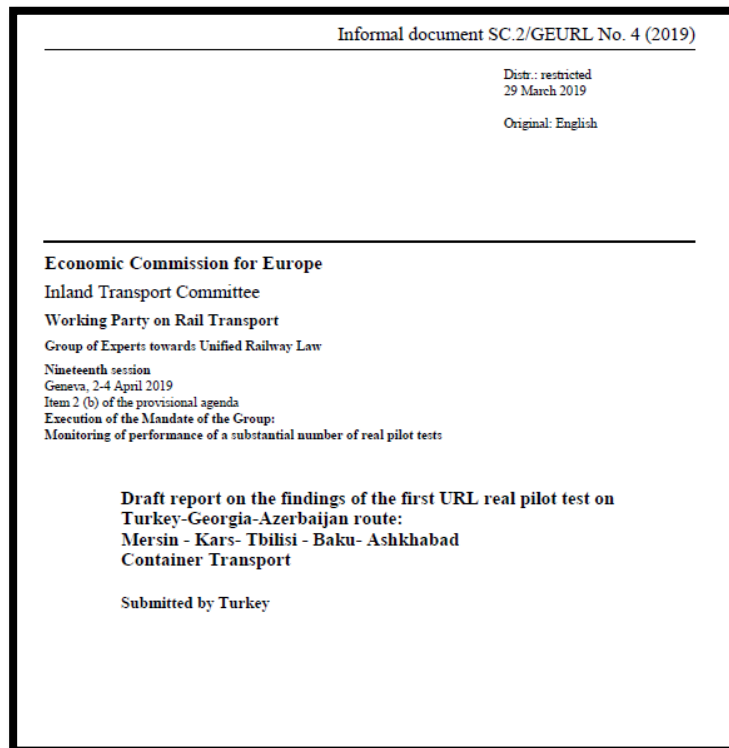 Informal document SC.2/GEURL No. 4 (2019)
Distr.: restricted
29 March 2019
Original: English
Economic Commission for Europe
Inland Transport Committee
Working Party on Rail Transport
Group of Experts towards Unified Railway Law
Nineteenth session
Geneva, 2-4 April 2019
Item 2 (b) of the provisional agenda
Execution of the Mandate of the Group:
Monitoring of performance of a substantial number of real pilot tests
Draft report on the findings of the first URL real pilot test on
Turkey-Georgia-Azerbaijan route:
Mersin - Kars- Tbilisi - Baku- Ashkhabad
Container Transport
Submitted by Turkey